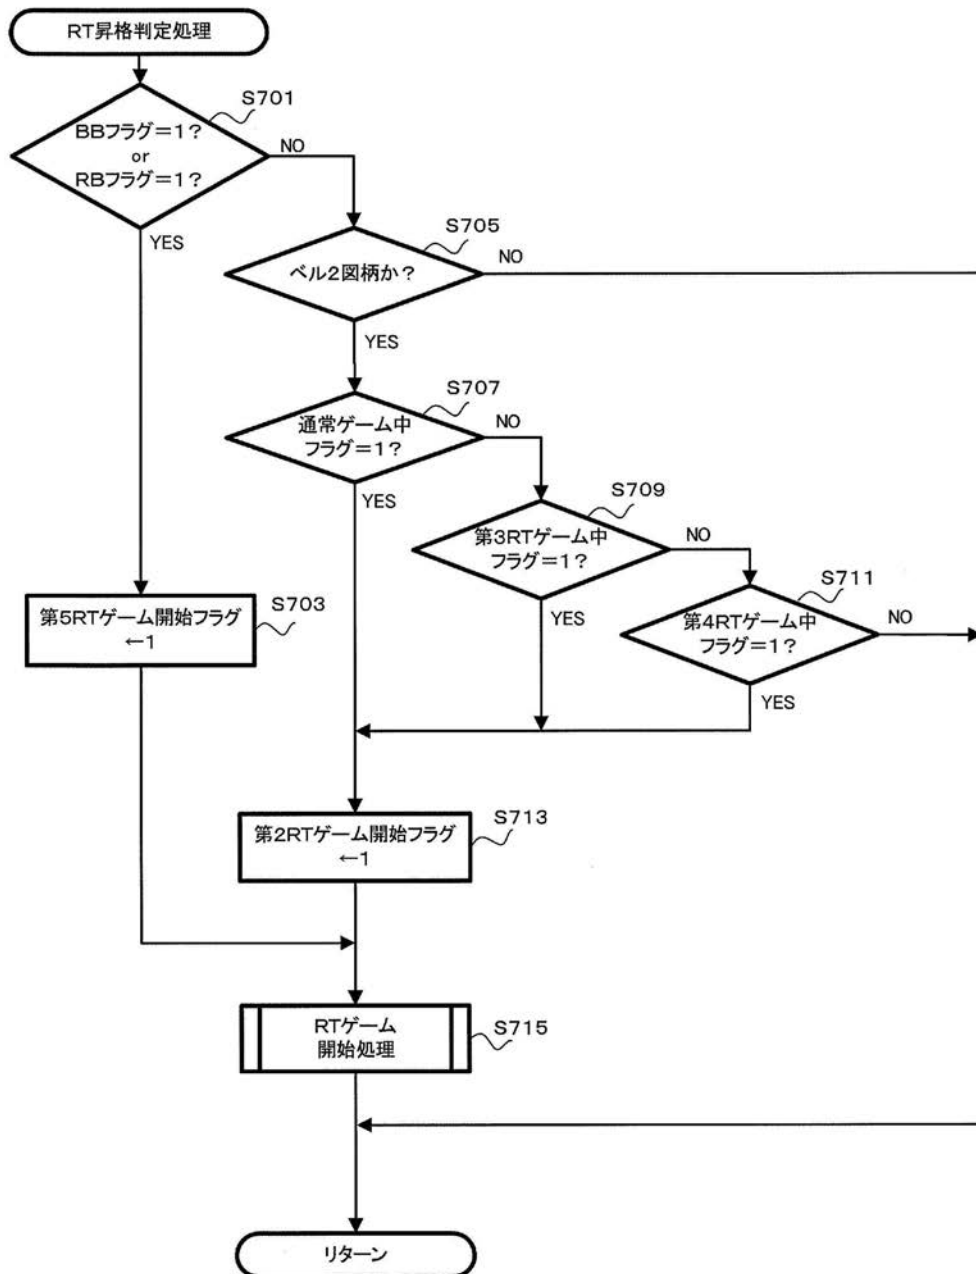 RT昇格判定処理
S701
BBフラグ=1?
or
RBフラグ=1?
NO
YES
S705
ベル2図柄か?
NO
YES
S707
通常ゲーム中
フラグ=1?
NO
YES
S709
第3RTゲーム中
フラグ=1?
NO
YES
S711
第4RTゲーム中
フラグ=1?
NO
YES
S703
第5RTゲーム開始フラグ
←1
S713
第2RTゲーム開始フラグ
←1
S715
RTゲーム
開始処理
リターン